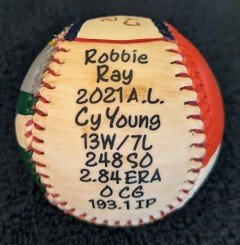 Robbie
Ray
2021 A.L.
Cy Young
13W/7L
248 SO
2.84 ERA
0 CG
193.1 IP